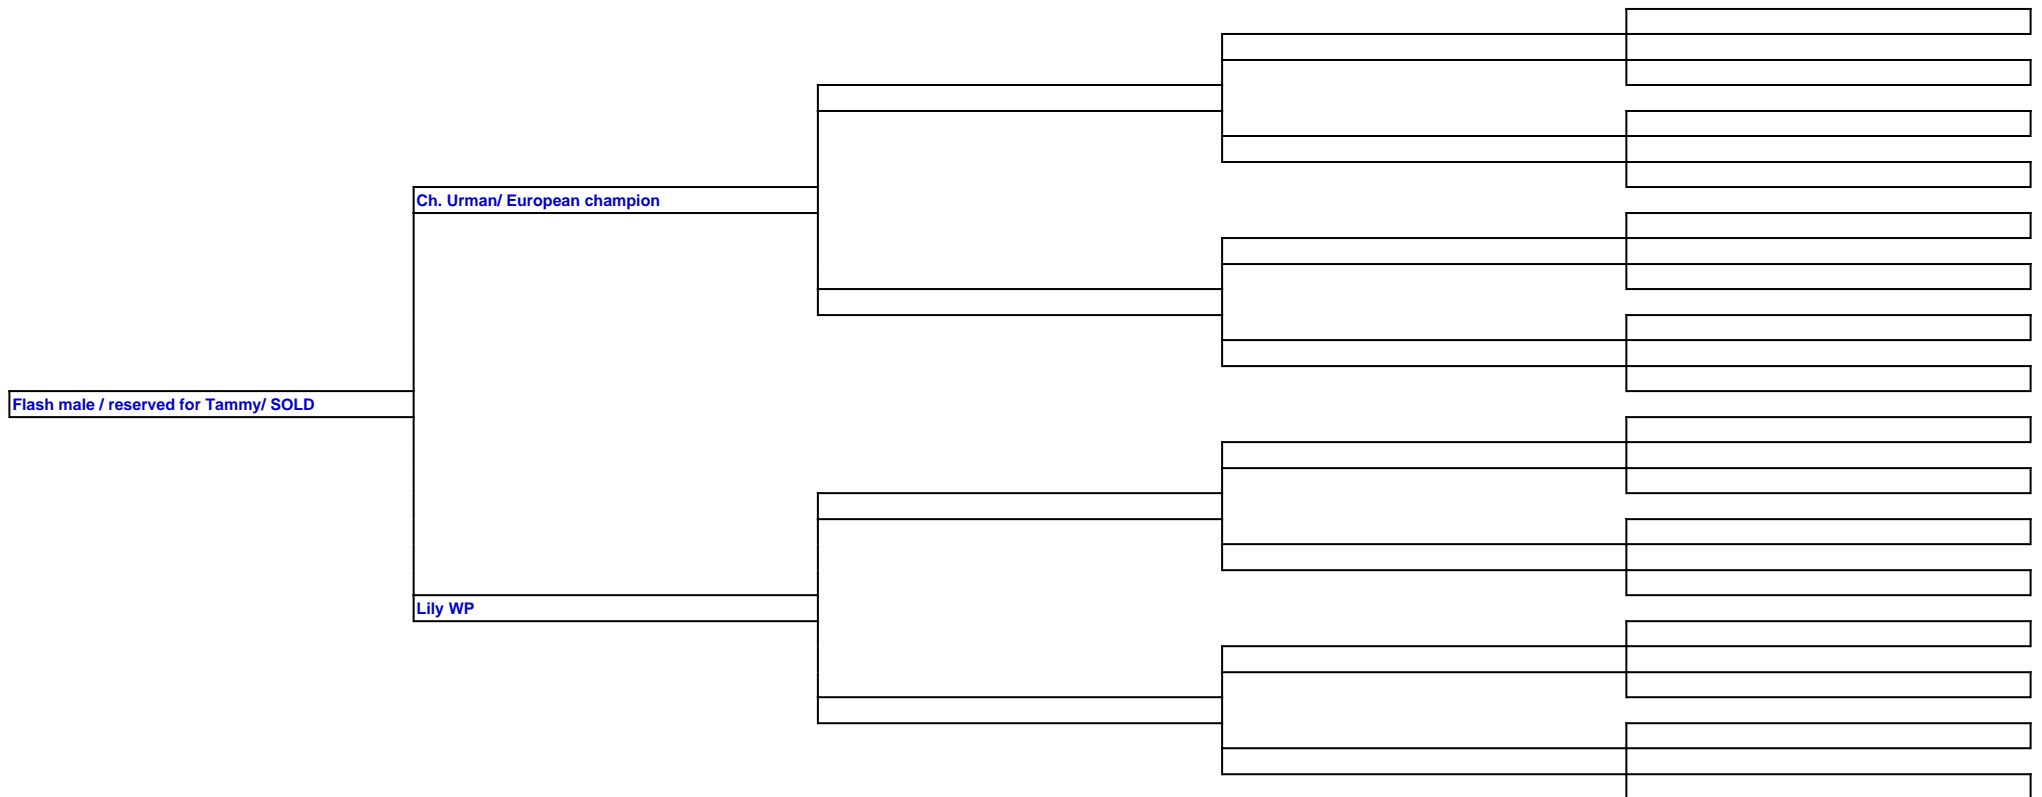 Ch. Urman/ European champion
Flash male / reserved for Tammy/ SOLD
Lily WP